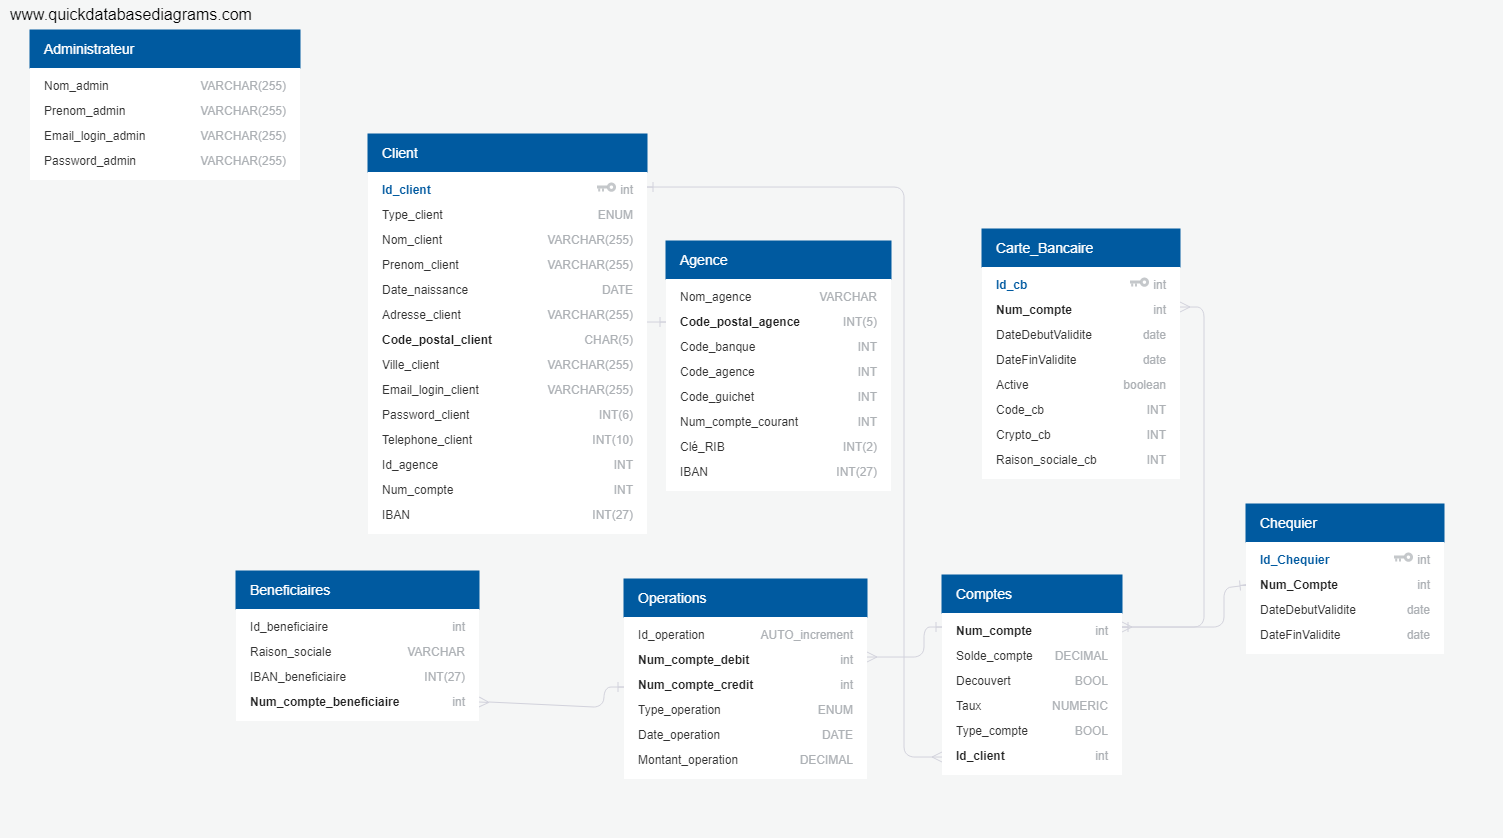 www.quickdatabasediagrams.com
Administrateur
Nom_admin VARCHAR(255)
Prenom_admin VARCHAR(255)
Email_login_admin VARCHAR(255)
Password_admin VARCHAR(255)
Client
Id_client int
Type_client ENUM
Nom_client VARCHAR(255)
Prenom_client VARCHAR(255)
Date_naissance DATE
Adresse_client VARCHAR(255)
Code_postal_client CHAR(5)
Ville_client VARCHAR(255)
Email_login_client VARCHAR(255)
Password_client INT(6)
Telephone_client INT(10)
Id_agence INT
Num_compte INT
IBAN INT(27)
Agence
Nom_agence VARCHAR
Code_postal_agence INT(5)
Code_banque INT
Code_agence INT
Code_guichet INT
Num_compte_courant INT
Clé_RIB INT(2)
IBAN INT(27)
Carte_Bancaire
Id_cb int
Num_compte int
DateDebutValidite date
DateFinValidite date
Active boolean
Code_cb INT
Crypto_cb INT
Raison_sociale_cb INT
Chequier
Id_Chequier int
Num_Compte int
DateDebutValidite date
DateFinValidite date
Beneficiaires
Id_beneficiaire int
Raison_sociale VARCHAR
IBAN_beneficiaire INT(27)
Num_compte_beneficiaire int
Operations
Id_operation AUTO_increment
Num_compte_debit int
Num_compte_credit int
Type_operation ENUM
Date_operation DATE
Montant_operation DECIMAL
Comptes
Num_compte int
Solde_compte DECIMAL
Decouvert BOOL
Taux NUMERIC
Type_compte BOOL
Id_client int